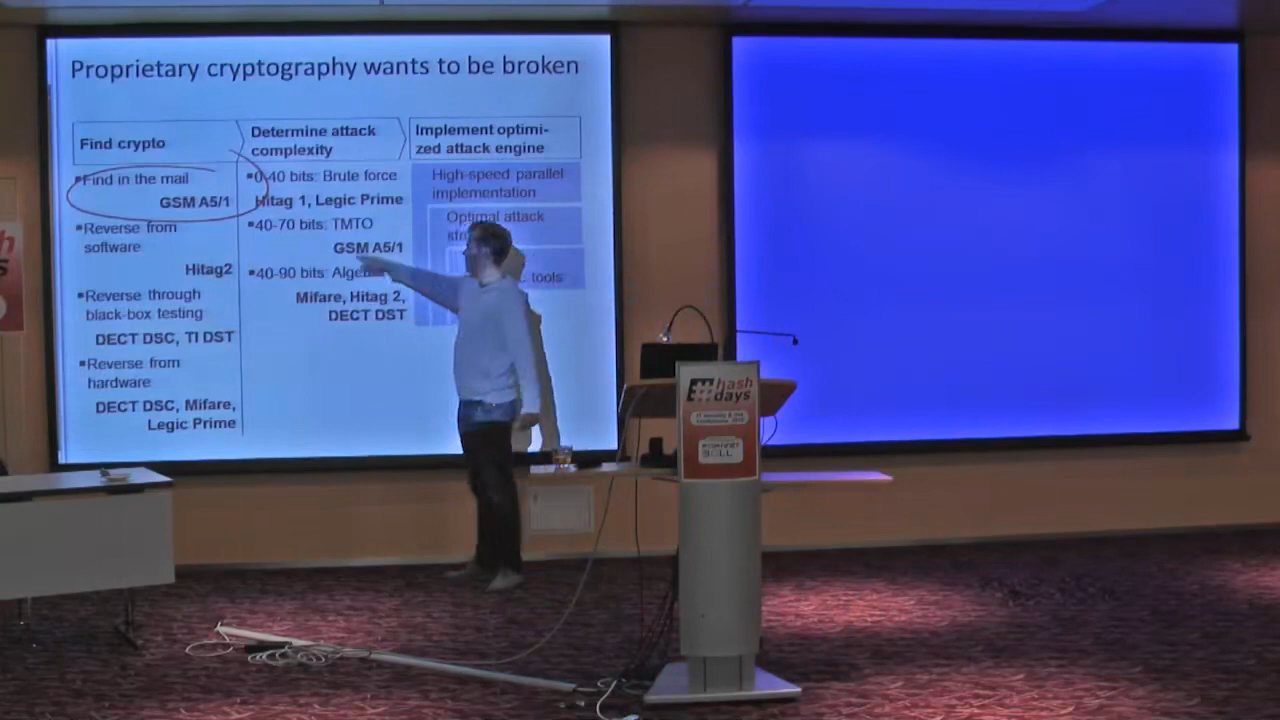 Proprietary cryptography wants to be broken
Find crypto
▪Find in the mail
GSM A5/1
▪Reverse from
software
Hitag2
▪Reverse through
black-box testing
DECT DSC, TI DST
▪Reverse from
hardware
DECT DSC, Mifare,
Legic Prime
Determine attack
complexity
▪0-40 bits: Brute force
Hitag 1, Legic Prime
▪40-70 bits: TMTO
GSM A5/1
▪40-90 bits:
Mifare, Hitag 2,
DECT DST
Implement optimi-
zed attack engine
High-speed parallel
implementation
Optimal attack
tools
#hash
days